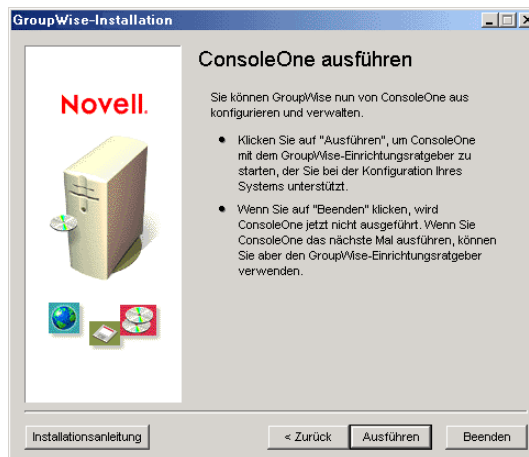 GroupWise-Installation
Novell.
ConsoleOne ausführen
Sie können GroupWise nun von ConsoleOne aus
konfigurieren und verwalten.
• Klicken Sie auf "Ausführen", um ConsoleOne
mit dem GroupWise-Einrichtungsratgeber zu
starten, der Sie bei der Konfiguration Ihres
Systems unterstützt.
• Wenn Sie auf "Beenden" klicken, wird
ConsoleOne jetzt nicht ausgeführt. Wenn Sie
ConsoleOne das nächste Mal ausführen, können
Sie aber den GroupWise-Einrichtungsratgeber
verwenden.
Installationsanleitung
< Zurück
Ausführen
Beenden